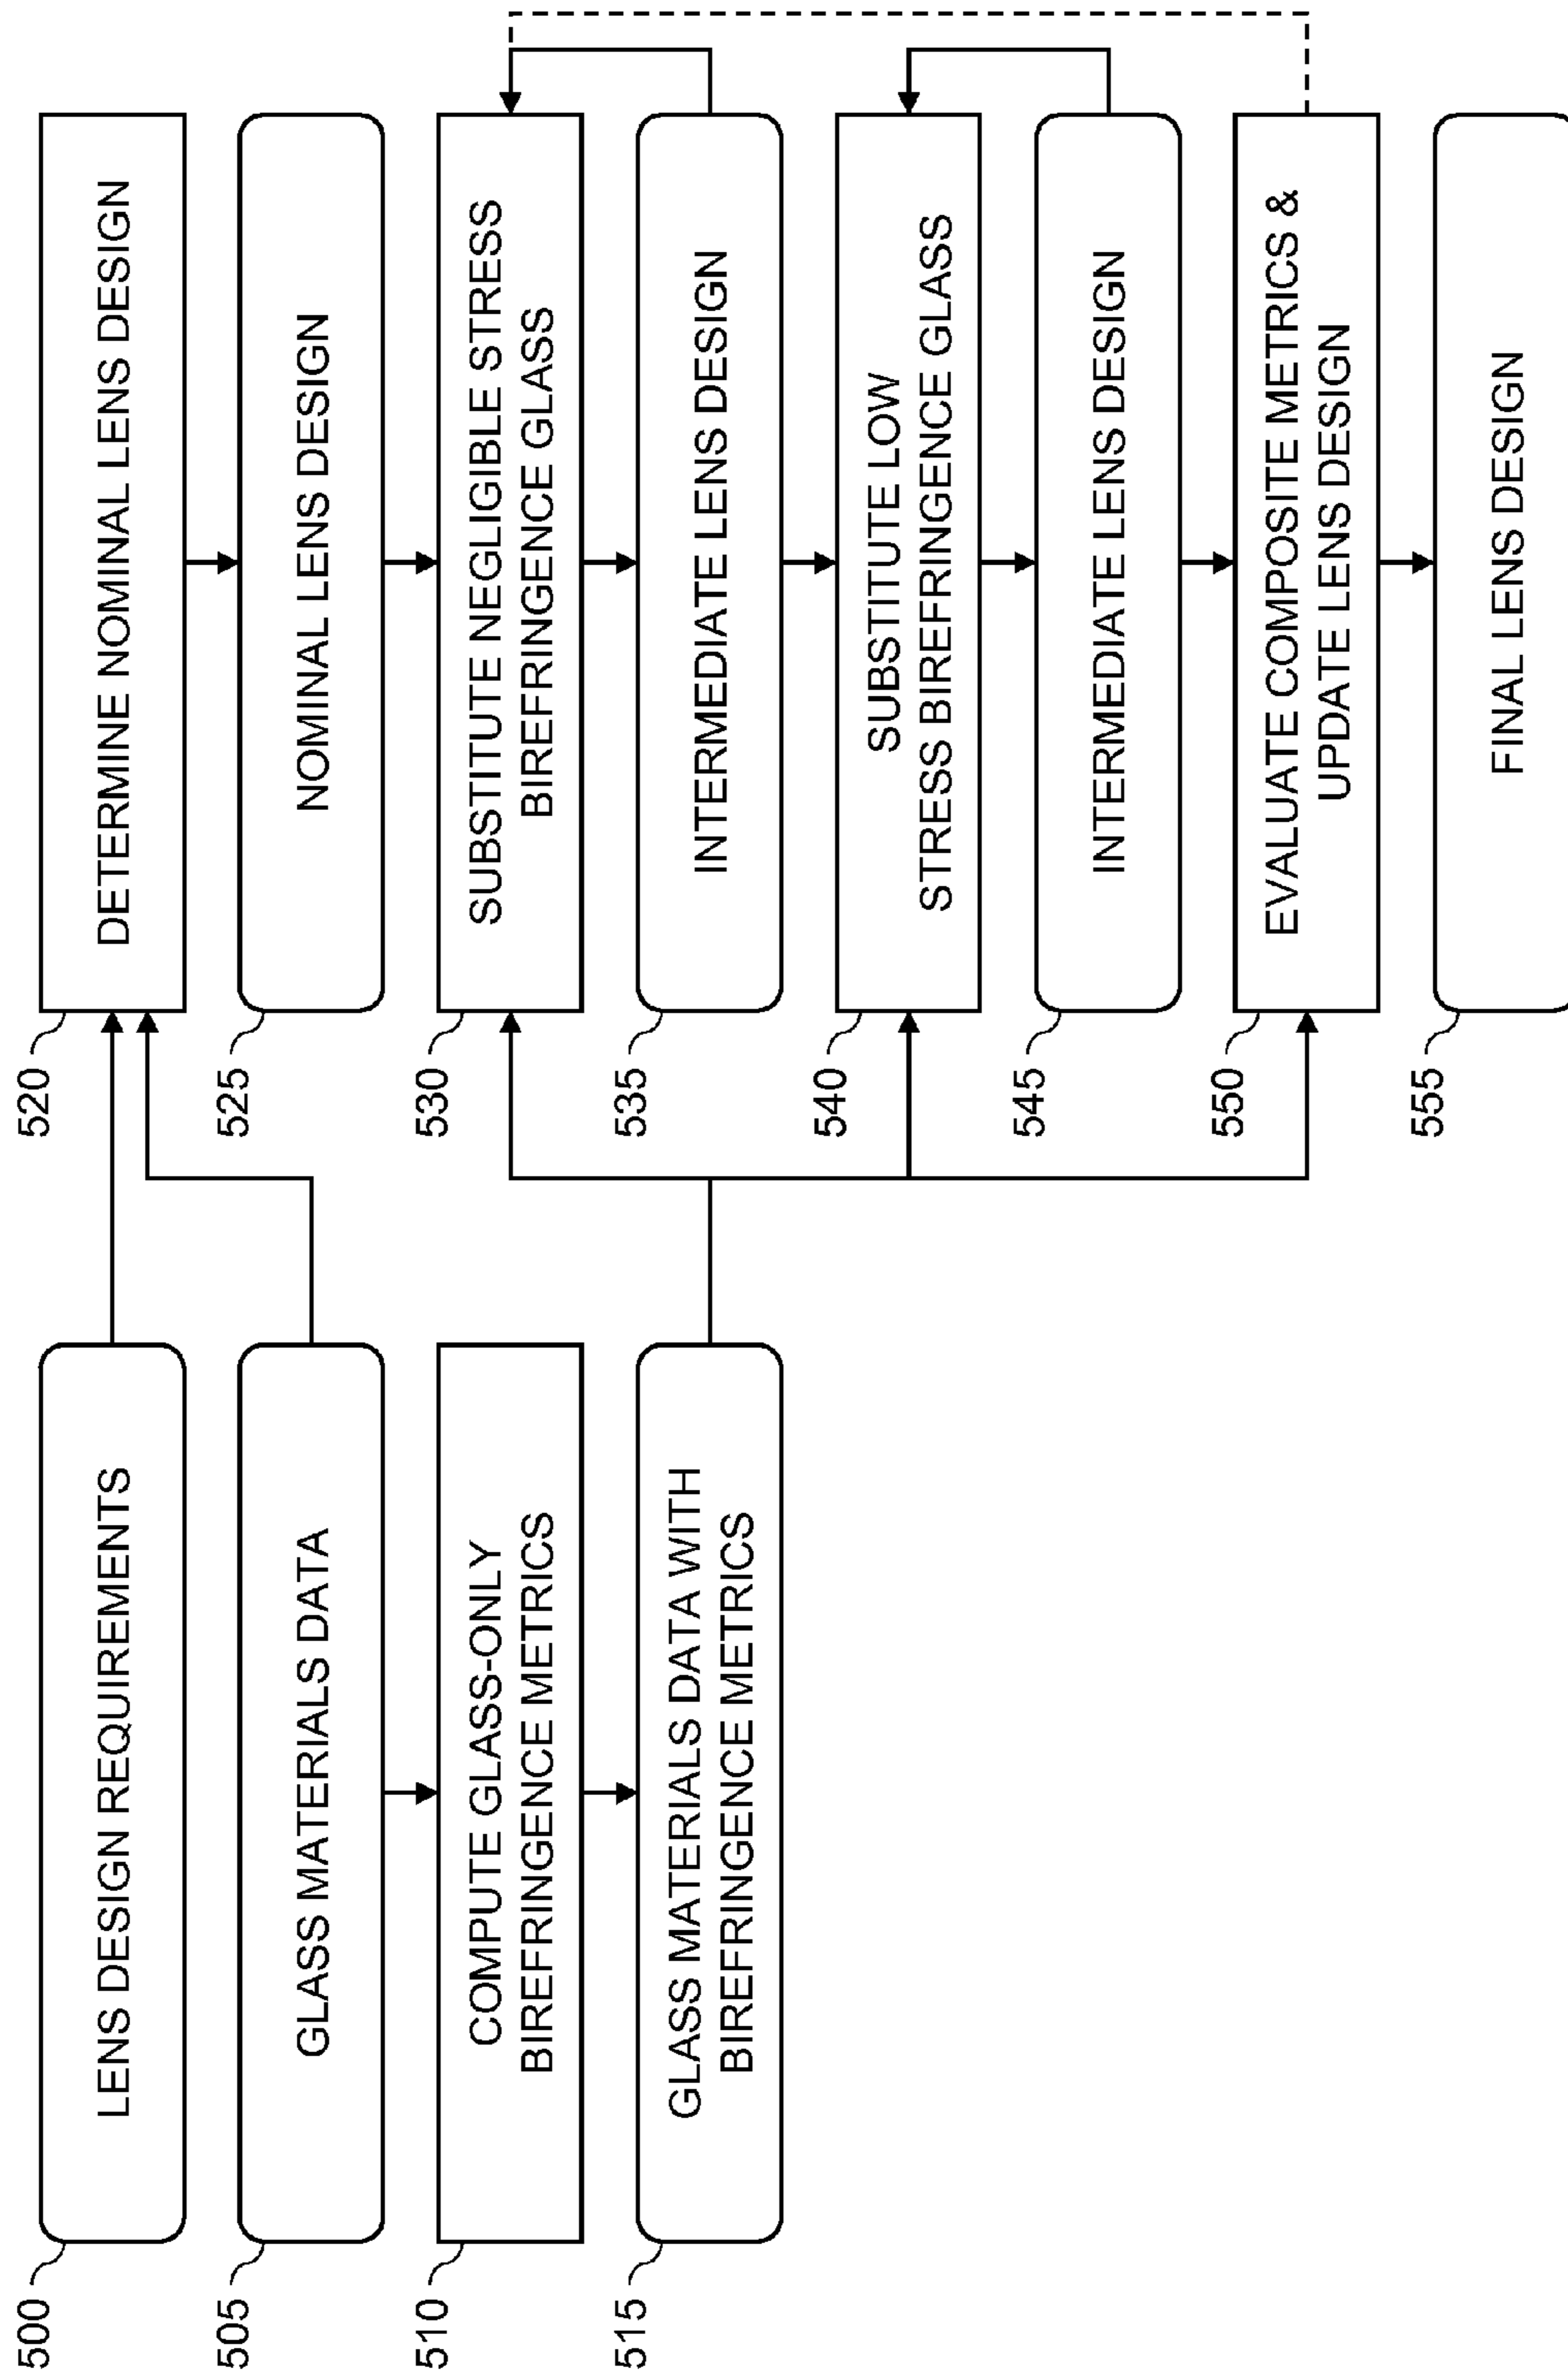 500
LENS DESIGN REQUIREMENTS
505
GLASS MATERIALS DATA
510
COMPUTE GLASS-ONLY
BIREFRINGENCE METRICS
515
GLASS MATERIALS DATA WITH
BIREFRINGENCE METRICS
520
DETERMINE NOMINAL LENS DESIGN
525
NOMINAL LENS DESIGN
530
SUBSTITUTE NEGLIGIBLE STRESS
BIREFRINGENCE GLASS
535
INTERMEDIATE LENS DESIGN
540
SUBSTITUTE LOW
STRESS BIREFRINGENCE GLASS
545
INTERMEDIATE LENS DESIGN
550
EVALUATE COMPOSITE METRICS &
UPDATE LENS DESIGN
555
FINAL LENS DESIGN